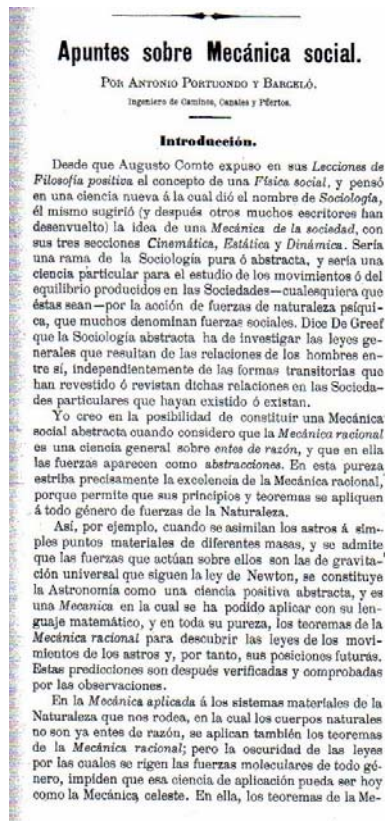 Apuntes sobre Mecánica social.
POR ANTONIO PORTUONDO Y BARCELÓ.
Ingeniero de Caminos, Canales y Puertos.
Introducción.
Desde que Augusto Comte expuso en sus Lecciones de
Filosofía positiva el concepto de una Física social, y pensó
en una ciencia nueva á la cual dió el nombre de Sociología,
él mismo sugirió (y después otros muchos escritores han
desenvuelto) la idea de una Mecánica de la sociedad, con
sus tres secciones Cinemática, Estática y Dinámica. Sería
una rama de la Sociología pura ó abstracta, y sería una
ciencia particular para el estudio de los movimientos ó del
equilibrio producidos en las Sociedades—cualesquiera que
éstas sean—por la acción de fuerzas de naturaleza psíqui-
ca, que muchos denominan fuerzas sociales. Dice De Greef
que la Sociología abstracta ha de investigar las leyes ge-
nerales que resultan de las relaciones de los hombres en-
tre sí, independientemente de las formas transitorias que
han revestido ó revistan dichas relaciones en las Socieda-
des particulares que hayan existido ó existan.
Yo creo en la posibilidad de constituir una Mecánica
social abstracta cuando considero que la Mecánica racional
es una ciencia general sobre entes de razón, y que en ella
las fuerzas aparecen como abstracciones. En esta pureza
estriba precisamente la excelencia de la Mecánica racional,
porque permite que sus principios y teoremas se apliquen
á todo género de fuerzas de la Naturaleza.
Así, por ejemplo, cuando se asimilan los astros á sim-
ples puntos materiales de diferentes masas, y se admite
que las fuerzas que actúan sobre ellos son las de gravita-
ción universal que siguen la ley de Newton, se constituye
la Astronomía como una ciencia positiva abstracta, y es
una Mecanica en la cual se ha podido aplicar con su len-
guaje matemático, y en toda su pureza, los teoremas de la
Mecánica racional para descubrir las leyes de los movi-
mientos de los astros y, por tanto, sus posiciones futuras.
Estas predicciones son después verificadas y comprobadas
por las observaciones.
En la Mecánica aplicada á los sistemas materiales de la
Naturaleza que nos rodea, en la cual los cuerpos naturales
no son ya entes de razón, se aplican también los teoremas
de la Mecánica racional; pero la oscuridad de las leyes
por las cuales se rigen las fuerzas moleculares de todo gé-
nero, impiden que esa ciencia de aplicación pueda ser hoy
como la Mecánica celeste. En ella, los teoremas de la Me-